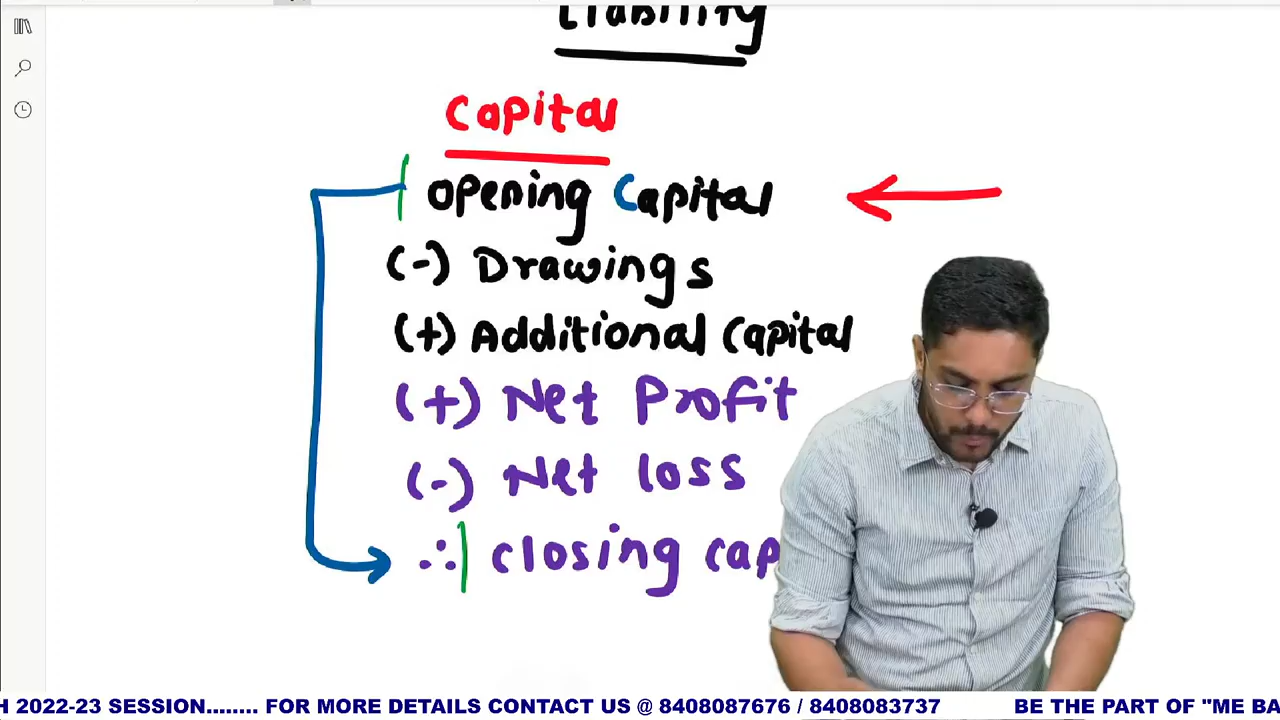 Liability
Capital
Opening Capital
(-) Drawings
(+) Additional Capital
(+) Net Profit
(-) Net loss
∴ closing cap
H 2022-23 SESSION........ FOR MORE DETAILS CONTACT US @ 8408087676 / 8408083737 BE THE PART OF "ME BA